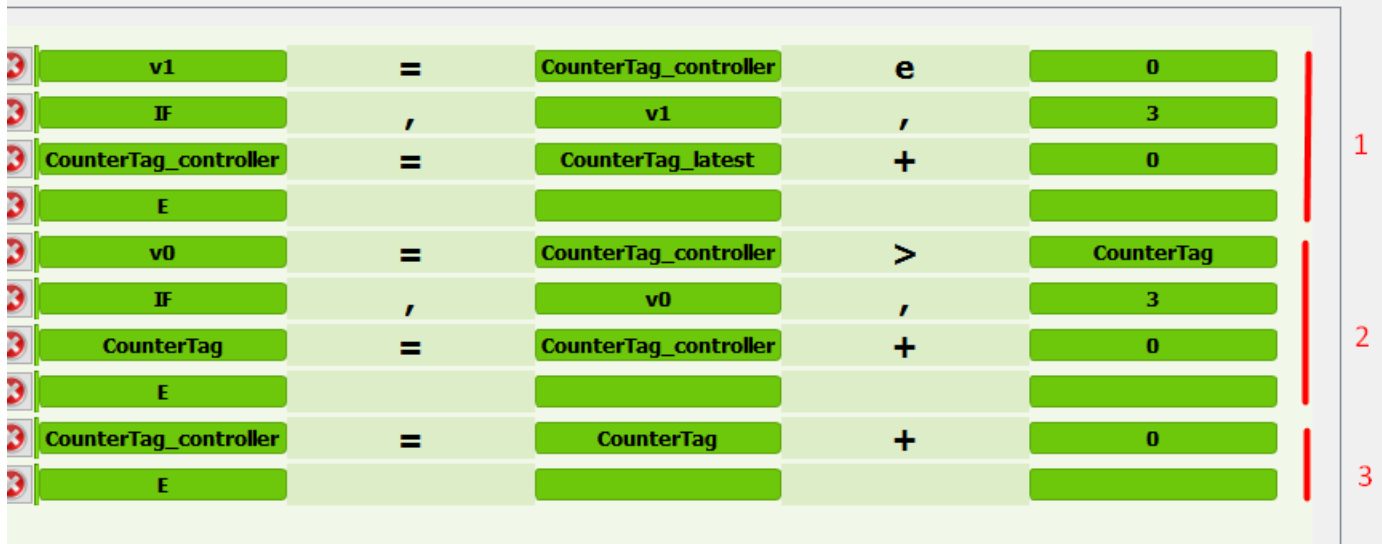 v1 = CounterTag_controller e 0
IF , v1 , 3
CounterTag_controller = CounterTag_latest + 0
1
E
v0 = CounterTag_controller > CounterTag
IF , v0 , 3
CounterTag = CounterTag_controller + 0
2
E
CounterTag_controller = CounterTag + 0
E
3